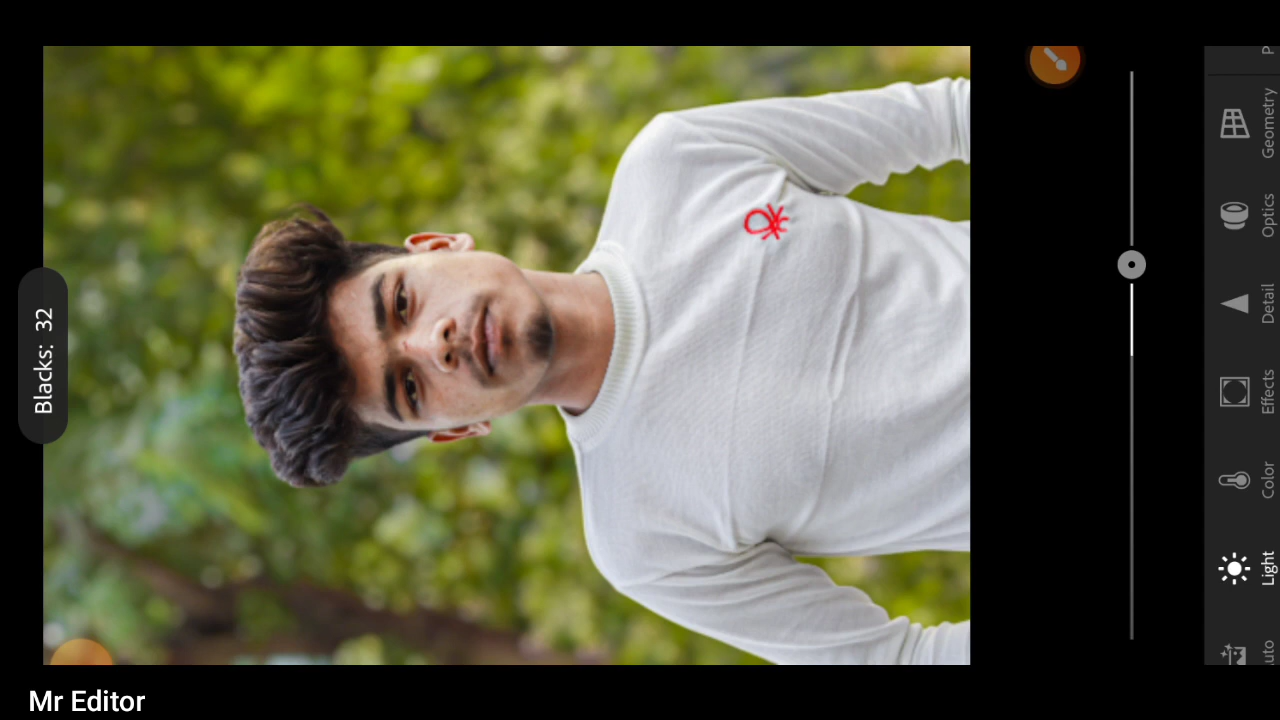 Blacks: 32
Geometry
Optics
Detail
Effects
Color
Light
Mr Editor